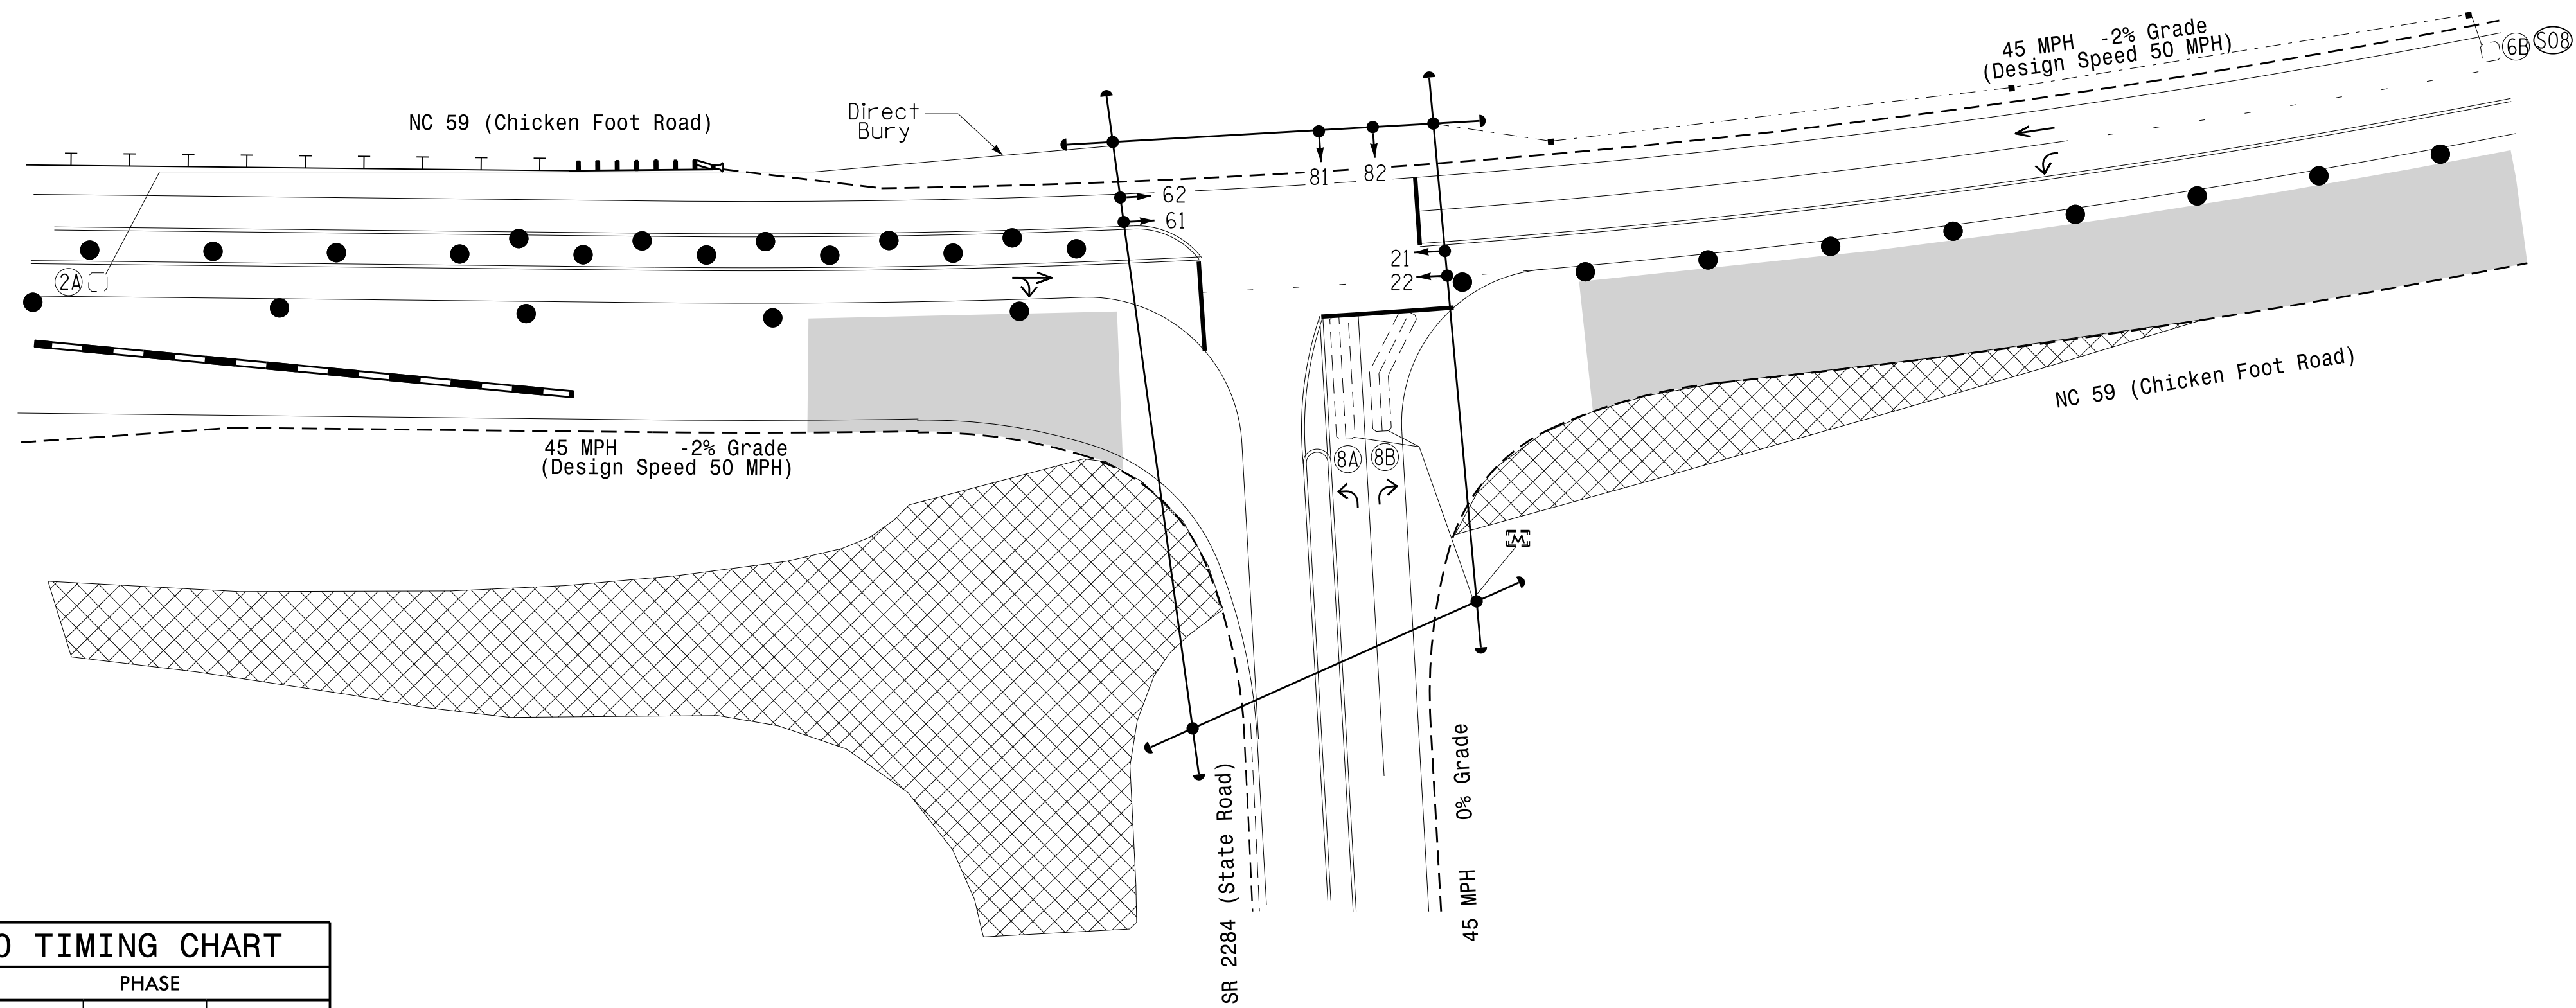 45 MPH -2% Grade
(Design Speed 50 MPH)
6B
S08
NC 59 (Chicken Foot Road)
Direct
Bury
62
61
81
82
21
22
2A
NC 59 (Chicken Foot Road)
45 MPH -2% Grade
(Design Speed 50 MPH)
8A
8B
M
SR 2284 (State Road)
45 MPH 0% Grade
TIMING CHART
PHASE